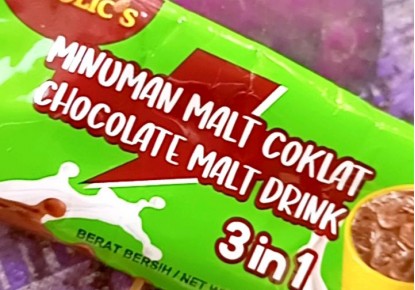 MINUMAN MALT COKLAT
CHOCOLATE MALT DRINK
3 in 1
BERAT BERSIH / NET